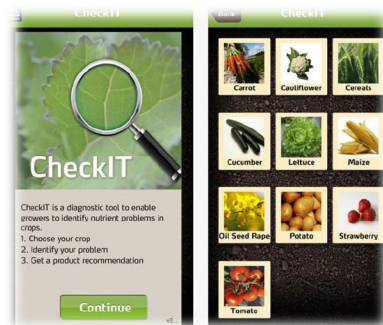 CheckIT
CheckIT
CheckIT is a diagnostic tool to enable
growers to identify nutrient problems in
crops.
1. Choose your crop
2. Identify your problem
3. Get a product recommendation
Continue
Back
CheckIT
Carrot
Cauliflower
Cereals
Cucumber
Lettuce
Maize
Oil Seed Rape
Potato
Strawberry
Tomato